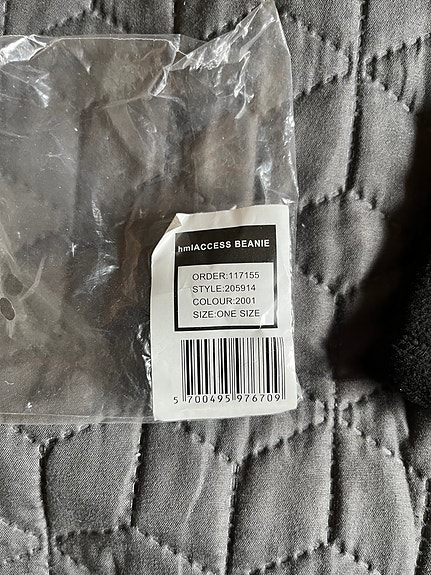 hmlACCESS BEANIE
ORDER:117155
STYLE:205914
COLOUR:2001
SIZE:ONE SIZE
5 700495 976709